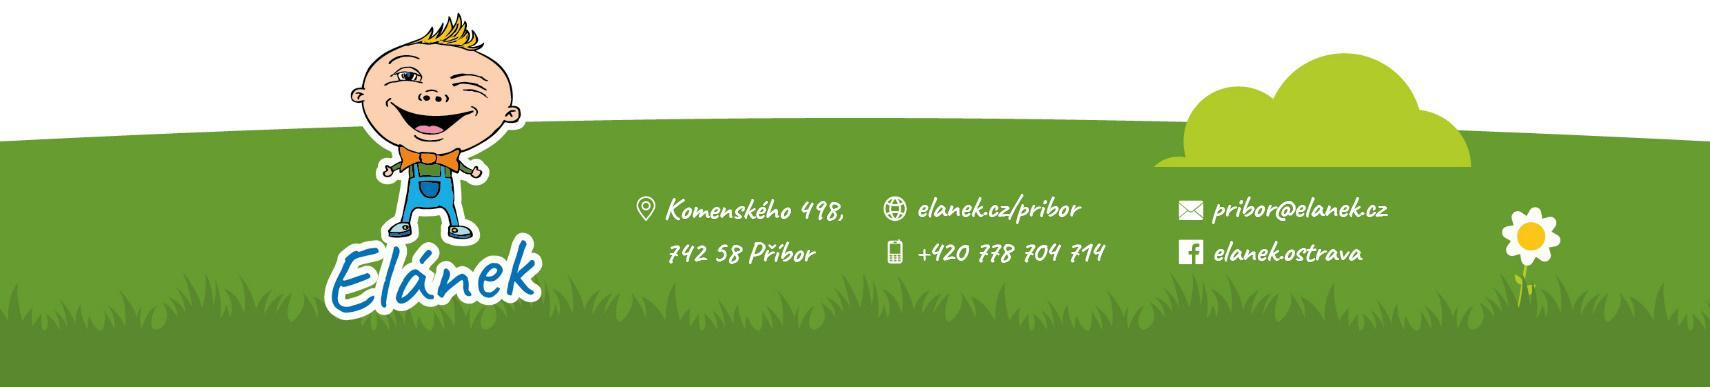 Elánek
Komenského 498,
742 58 Příbor
elanek.cz/pribor
+420 778 704 714
pribor@elanek.cz
elanek.ostrava